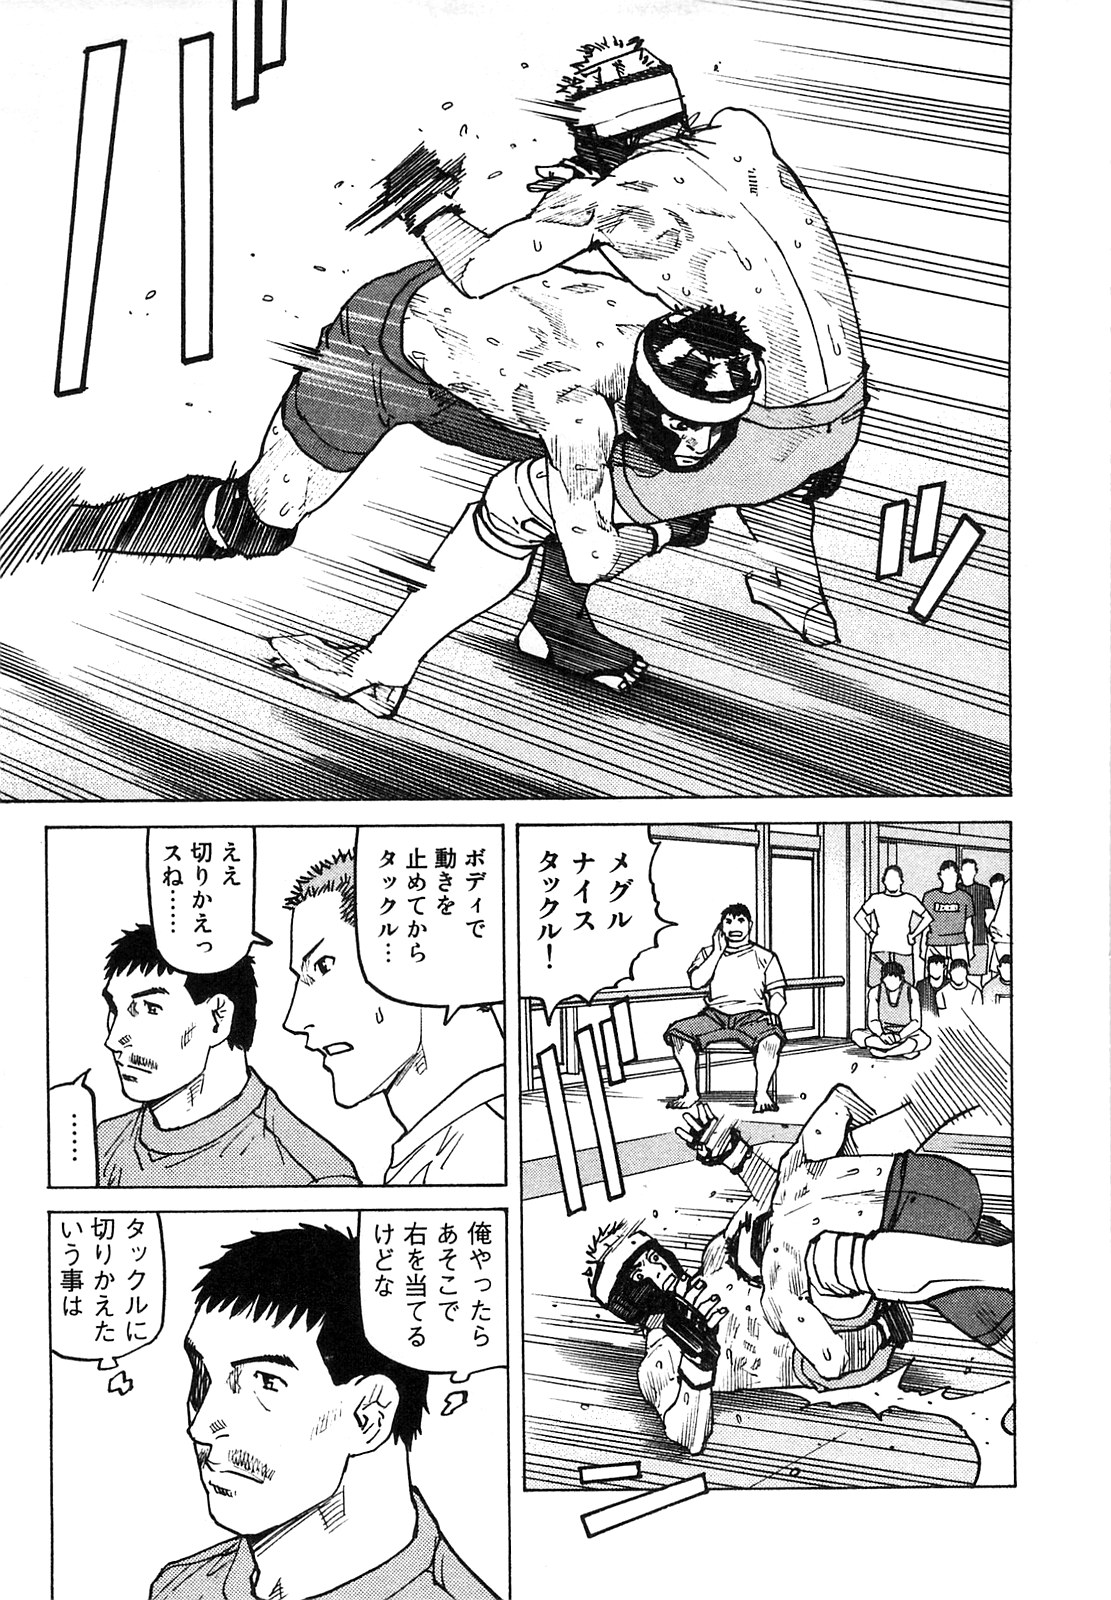 メグル
ナイス
タックル！
ボディで
動きを
止めてから
タックル…
ええ
切りかえっ
スね……
……
俺やったら
あそこで
右を当てる
けどな
タックルに
切りかえた
いう事は